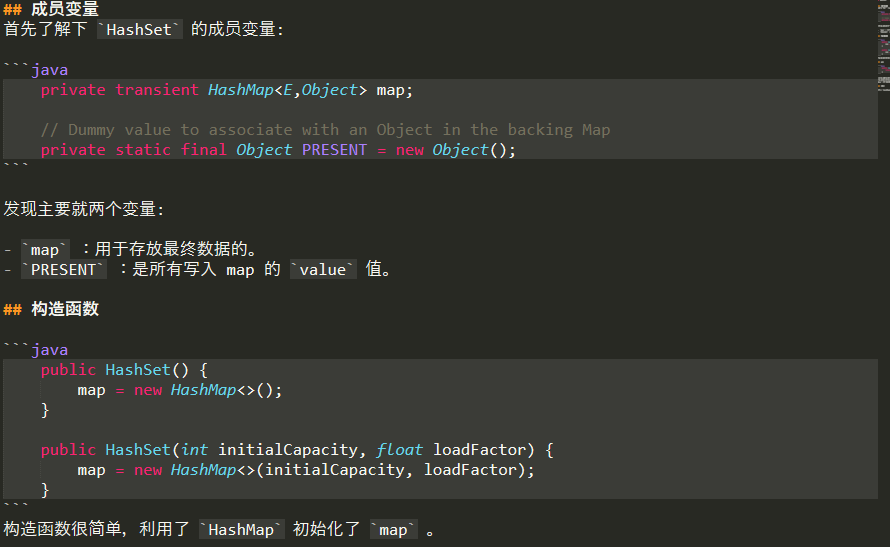 ## 成员变量
首先了解下 `HashSet` 的成员变量:
```java
    private transient HashMap<E,Object> map;
    // Dummy value to associate with an Object in the backing Map
    private static final Object PRESENT = new Object();
```
发现主要就两个变量:
- `map` ：用于存放最终数据的。
- `PRESENT` ：是所有写入 map 的 `value` 值。
## 构造函数
```java
    public HashSet() {
        map = new HashMap<>();
    }
    public HashSet(int initialCapacity, float loadFactor) {
        map = new HashMap<>(initialCapacity, loadFactor);
    }
```
构造函数很简单，利用了 `HashMap` 初始化了 `map` 。